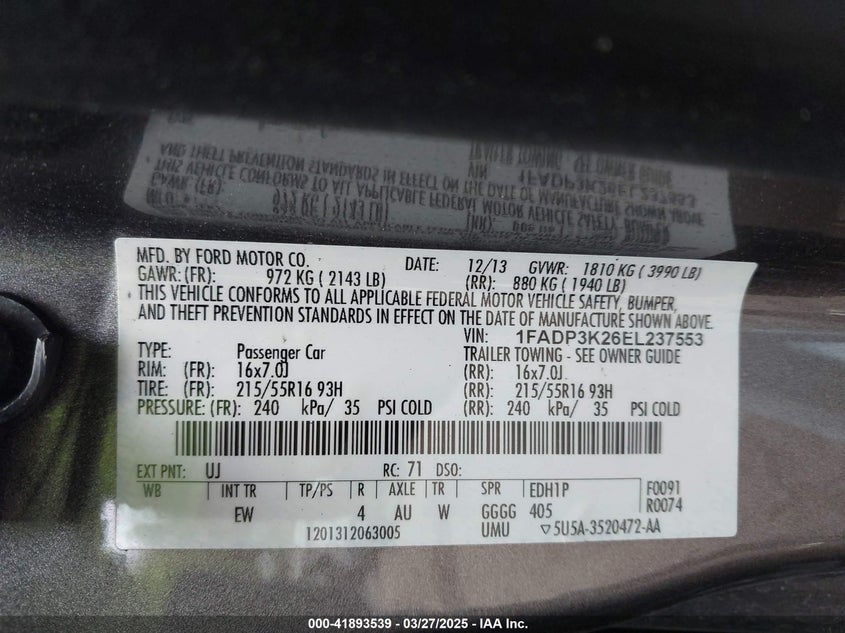 MFD. BY FORD MOTOR CO. DATE: 12/13 GVWR: 1810 KG ( 3990 LB)
GAWR: (FR): 972 KG ( 2143 LB) (RR): 880 KG ( 1940 LB)
THIS VEHICLE CONFORMS TO ALL APPLICABLE FEDERAL MOTOR VEHICLE SAFETY, BUMPER,
AND THEFT PREVENTION STANDARDS IN EFFECT ON THE DATE OF MANUFACTURE SHOWN ABOVE.
VIN: 1FADP3K26EL237553
TYPE: Passenger Car TRAILER TOWING - SEE OWNER GUIDE
RIM: (FR): 16x7.0J (RR): 16x7.0J
TIRE: (FR): 215/55R16 93H (RR): 215/55R16 93H
PRESSURE: (FR): 240 kPa/ 35 PSI COLD (RR): 240 kPa/ 35 PSI COLD
EXT PNT: UJ RC: 71 DSO:
WB INT TR TP/PS R AXLE TR SPR EDH1P F0091
EW 4 AU W GGGG 405 R0074
1201312063005 UMU ▽5U5A-3520472-AA
000-41893539 / 03/27/2025 - IAA Inc.